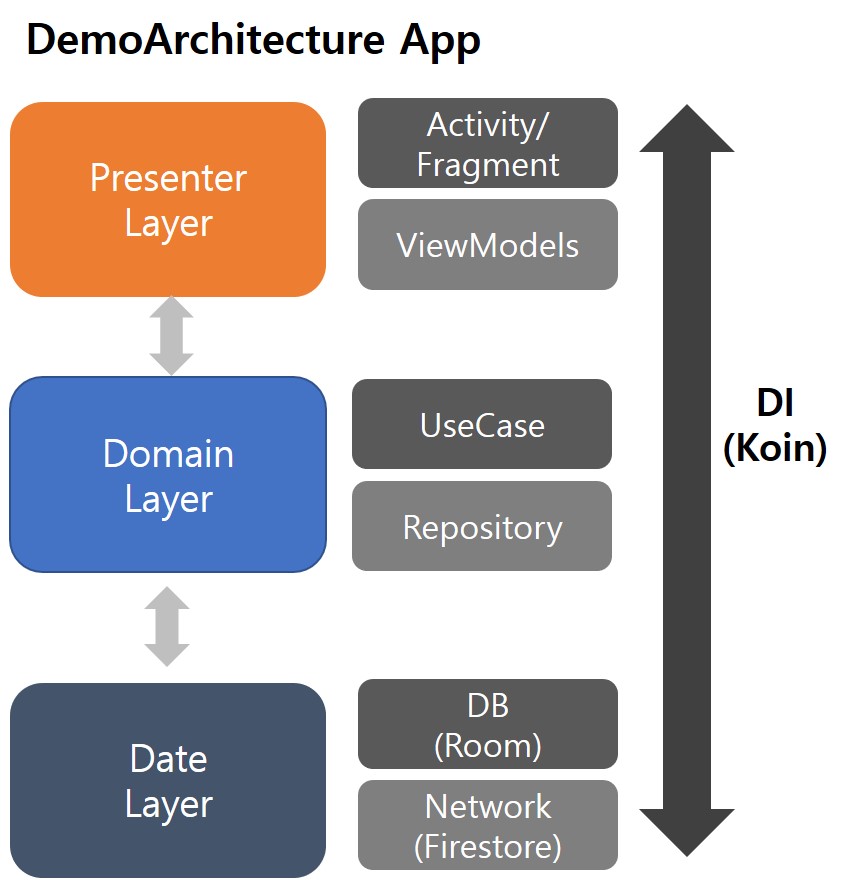 DemoArchitecture App
Presenter
Layer
Activity/
Fragment
ViewModels
Domain
Layer
UseCase
Repository
DI
(Koin)
Date
Layer
DB
(Room)
Network
(Firestore)